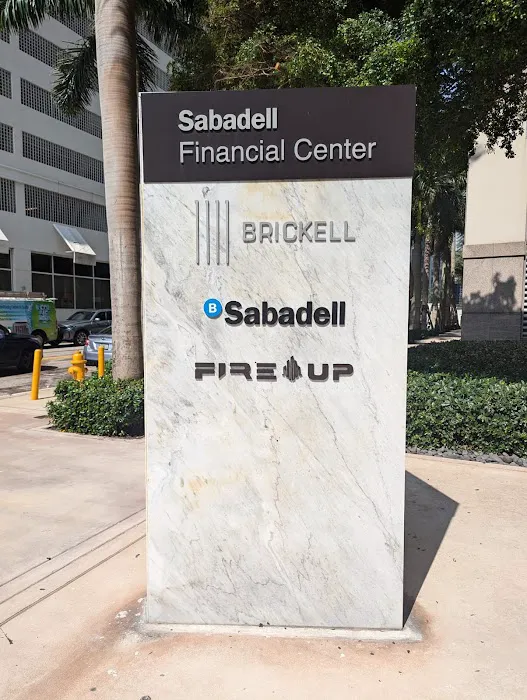 Sabadell
Financial Center
BRICKELL
B Sabadell
FIRE UP